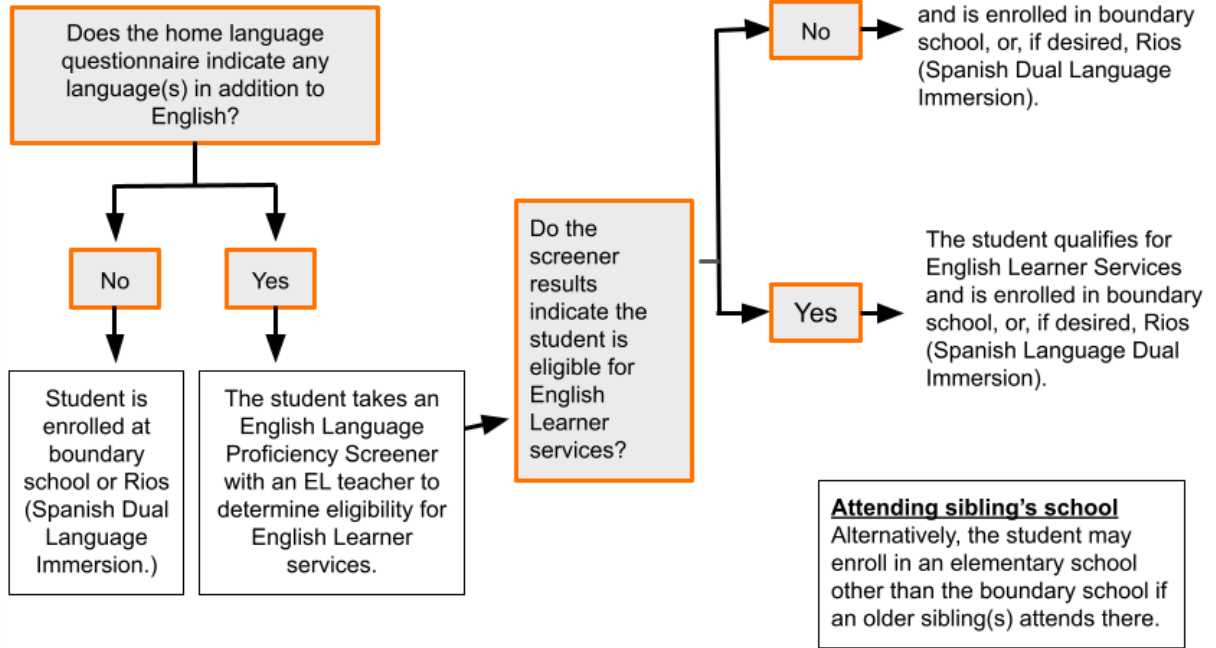 Does the home language
questionnaire indicate any
language(s) in addition to
English?
No
Yes
Student is
enrolled at
boundary
school or Rios
(Spanish Dual
Language
Immersion.)
The student takes an
English Language
Proficiency Screener
with an EL teacher to
determine eligibility for
English Learner
services.
Do the
screener
results
indicate the
student is
eligible for
English
Learner
services?
No
and is enrolled in boundary
school, or, if desired, Rios
(Spanish Dual Language
Immersion).
Yes
The student qualifies for
English Learner Services
and is enrolled in boundary
school, or, if desired, Rios
(Spanish Language Dual
Immersion).
Attending sibling's school
Alternatively, the student may
enroll in an elementary school
other than the boundary school if
an older sibling(s) attends there.